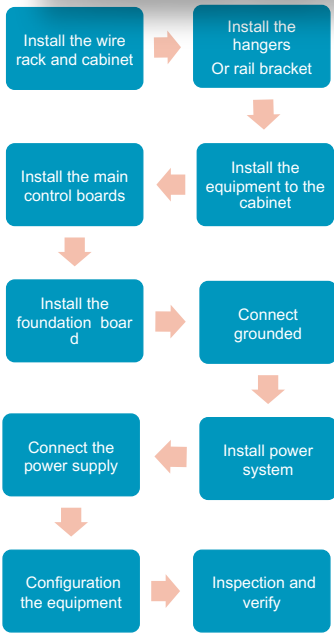 Install the wire
rack and cabinet
Install the
hangers
Or rail bracket
Install the
equipment to the
cabinet
Install the main
control boards
Install the
foundation boar
d
Connect
grounded
Install power
system
Connect the
power supply
Configuration
the equipment
Inspection and
verify